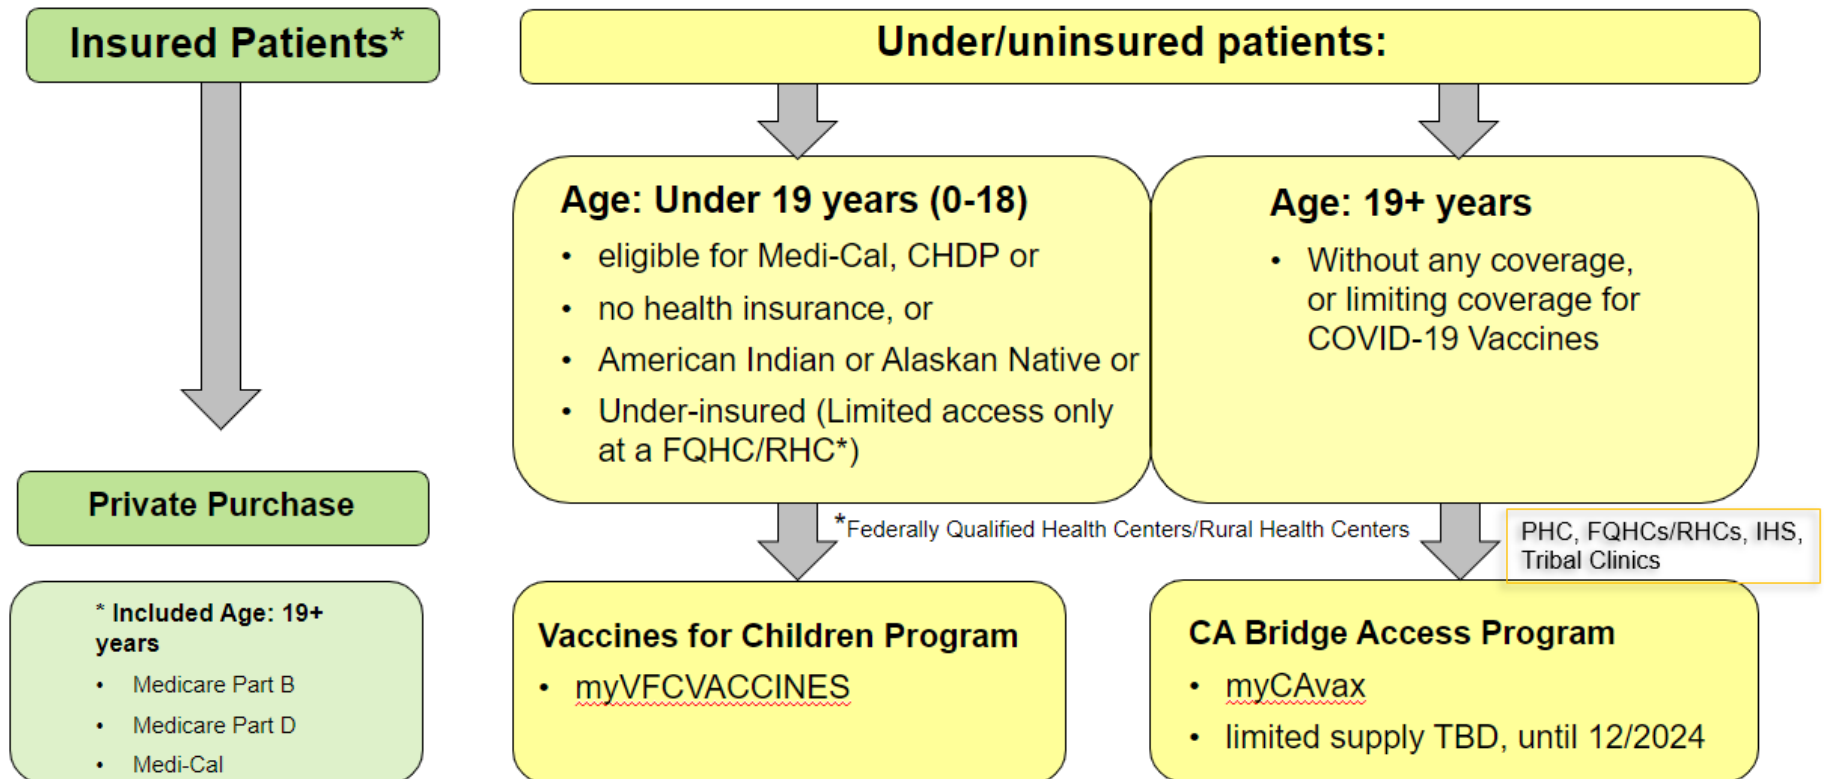 Insured Patients*
Under/uninsured patients:
Age: Under 19 years (0-18)
• eligible for Medi-Cal, CHDP or
• no health insurance, or
• American Indian or Alaskan Native or
• Under-insured (Limited access only
at a FQHC/RHC*)
Age: 19+ years
• Without any coverage,
or limiting coverage for
COVID-19 Vaccines
Private Purchase
*Federally Qualified Health Centers/Rural Health Centers
PHC, FQHCs/RHCs, IHS,
Tribal Clinics
* Included Age: 19+
years
• Medicare Part B
• Medicare Part D
• Medi-Cal
Vaccines for Children Program
• myVFCVACCINES
CA Bridge Access Program
• myCAvax
• limited supply TBD, until 12/2024